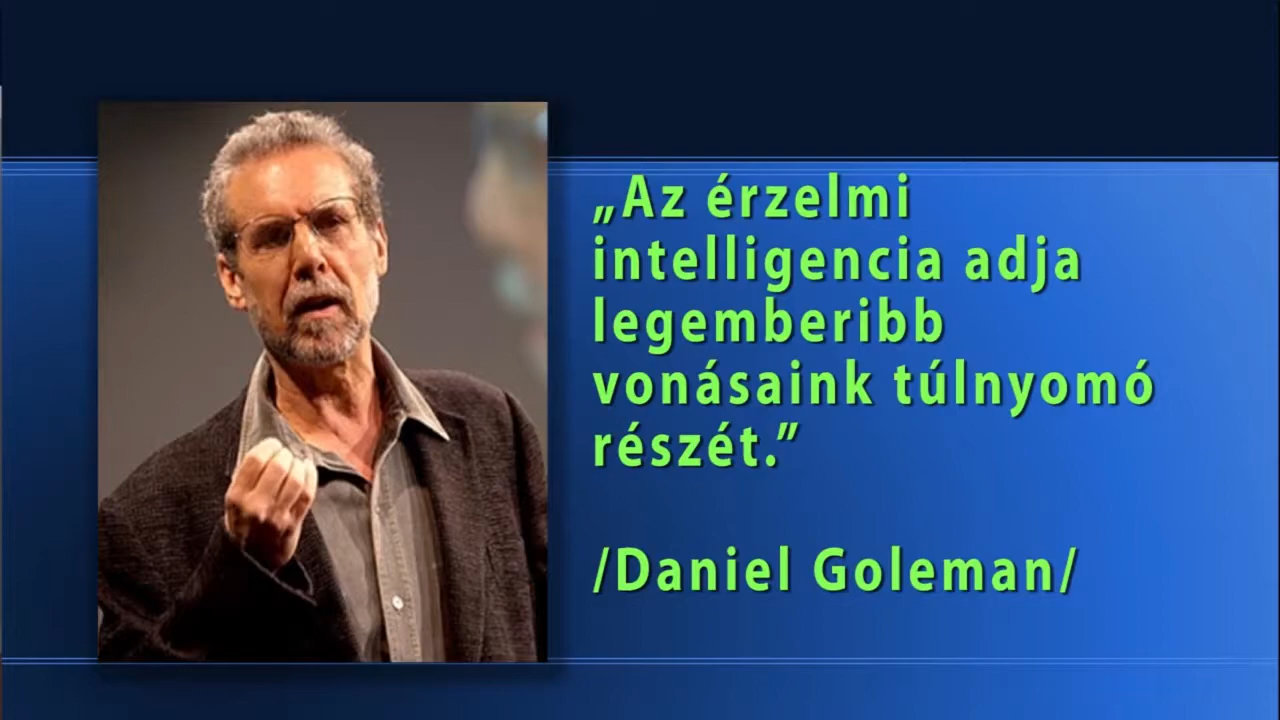 „Az érzelmi
intelligencia adja
legemberibb
vonásaink túlnyomó
részét.”
/Daniel Goleman/